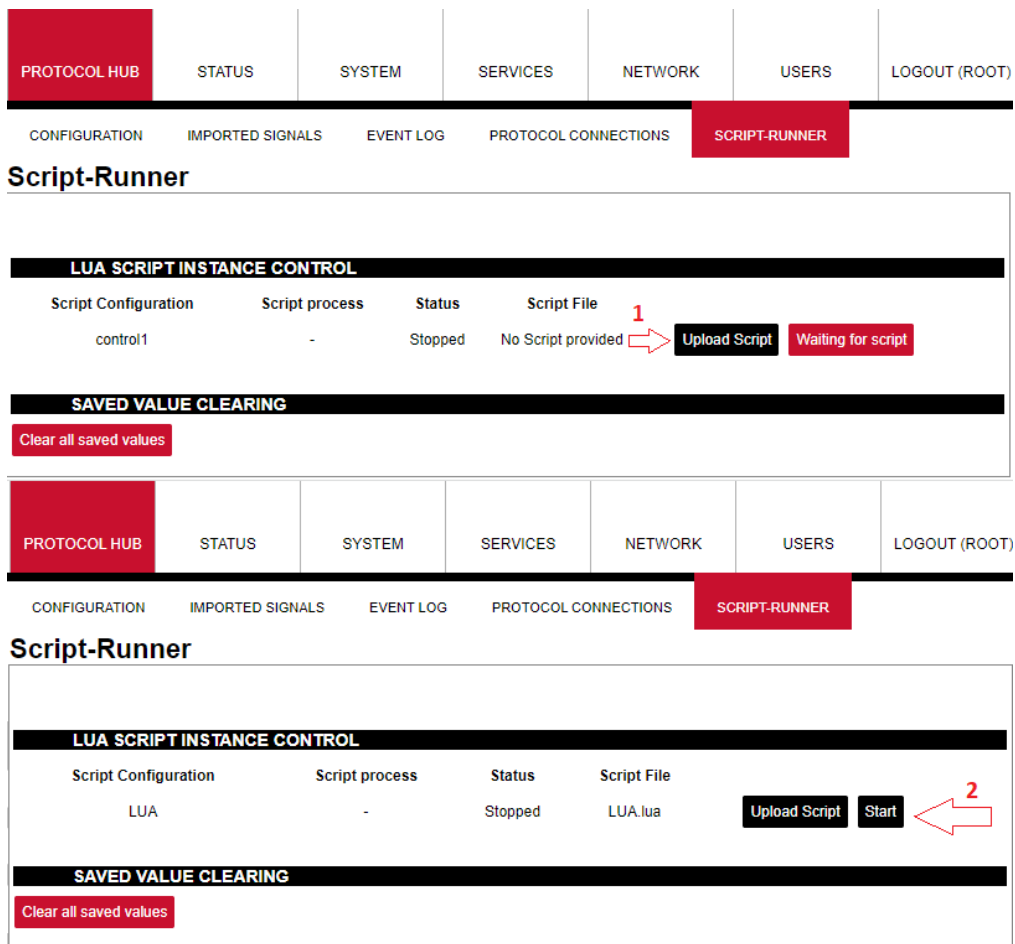 PROTOCOL HUB STATUS SYSTEM SERVICES NETWORK USERS LOGOUT (ROOT)
CONFIGURATION IMPORTED SIGNALS EVENT LOG PROTOCOL CONNECTIONS SCRIPT-RUNNER
Script-Runner
LUA SCRIPT INSTANCE CONTROL
Script Configuration Script process Status Script File
1
control1 - Stopped No Script provided Upload Script Waiting for script
SAVED VALUE CLEARING
Clear all saved values
PROTOCOL HUB STATUS SYSTEM SERVICES NETWORK USERS LOGOUT (ROOT)
CONFIGURATION IMPORTED SIGNALS EVENT LOG PROTOCOL CONNECTIONS SCRIPT-RUNNER
Script-Runner
LUA SCRIPT INSTANCE CONTROL
Script Configuration Script process Status Script File
2
LUA - Stopped LUA.lua Upload Script Start
SAVED VALUE CLEARING
Clear all saved values